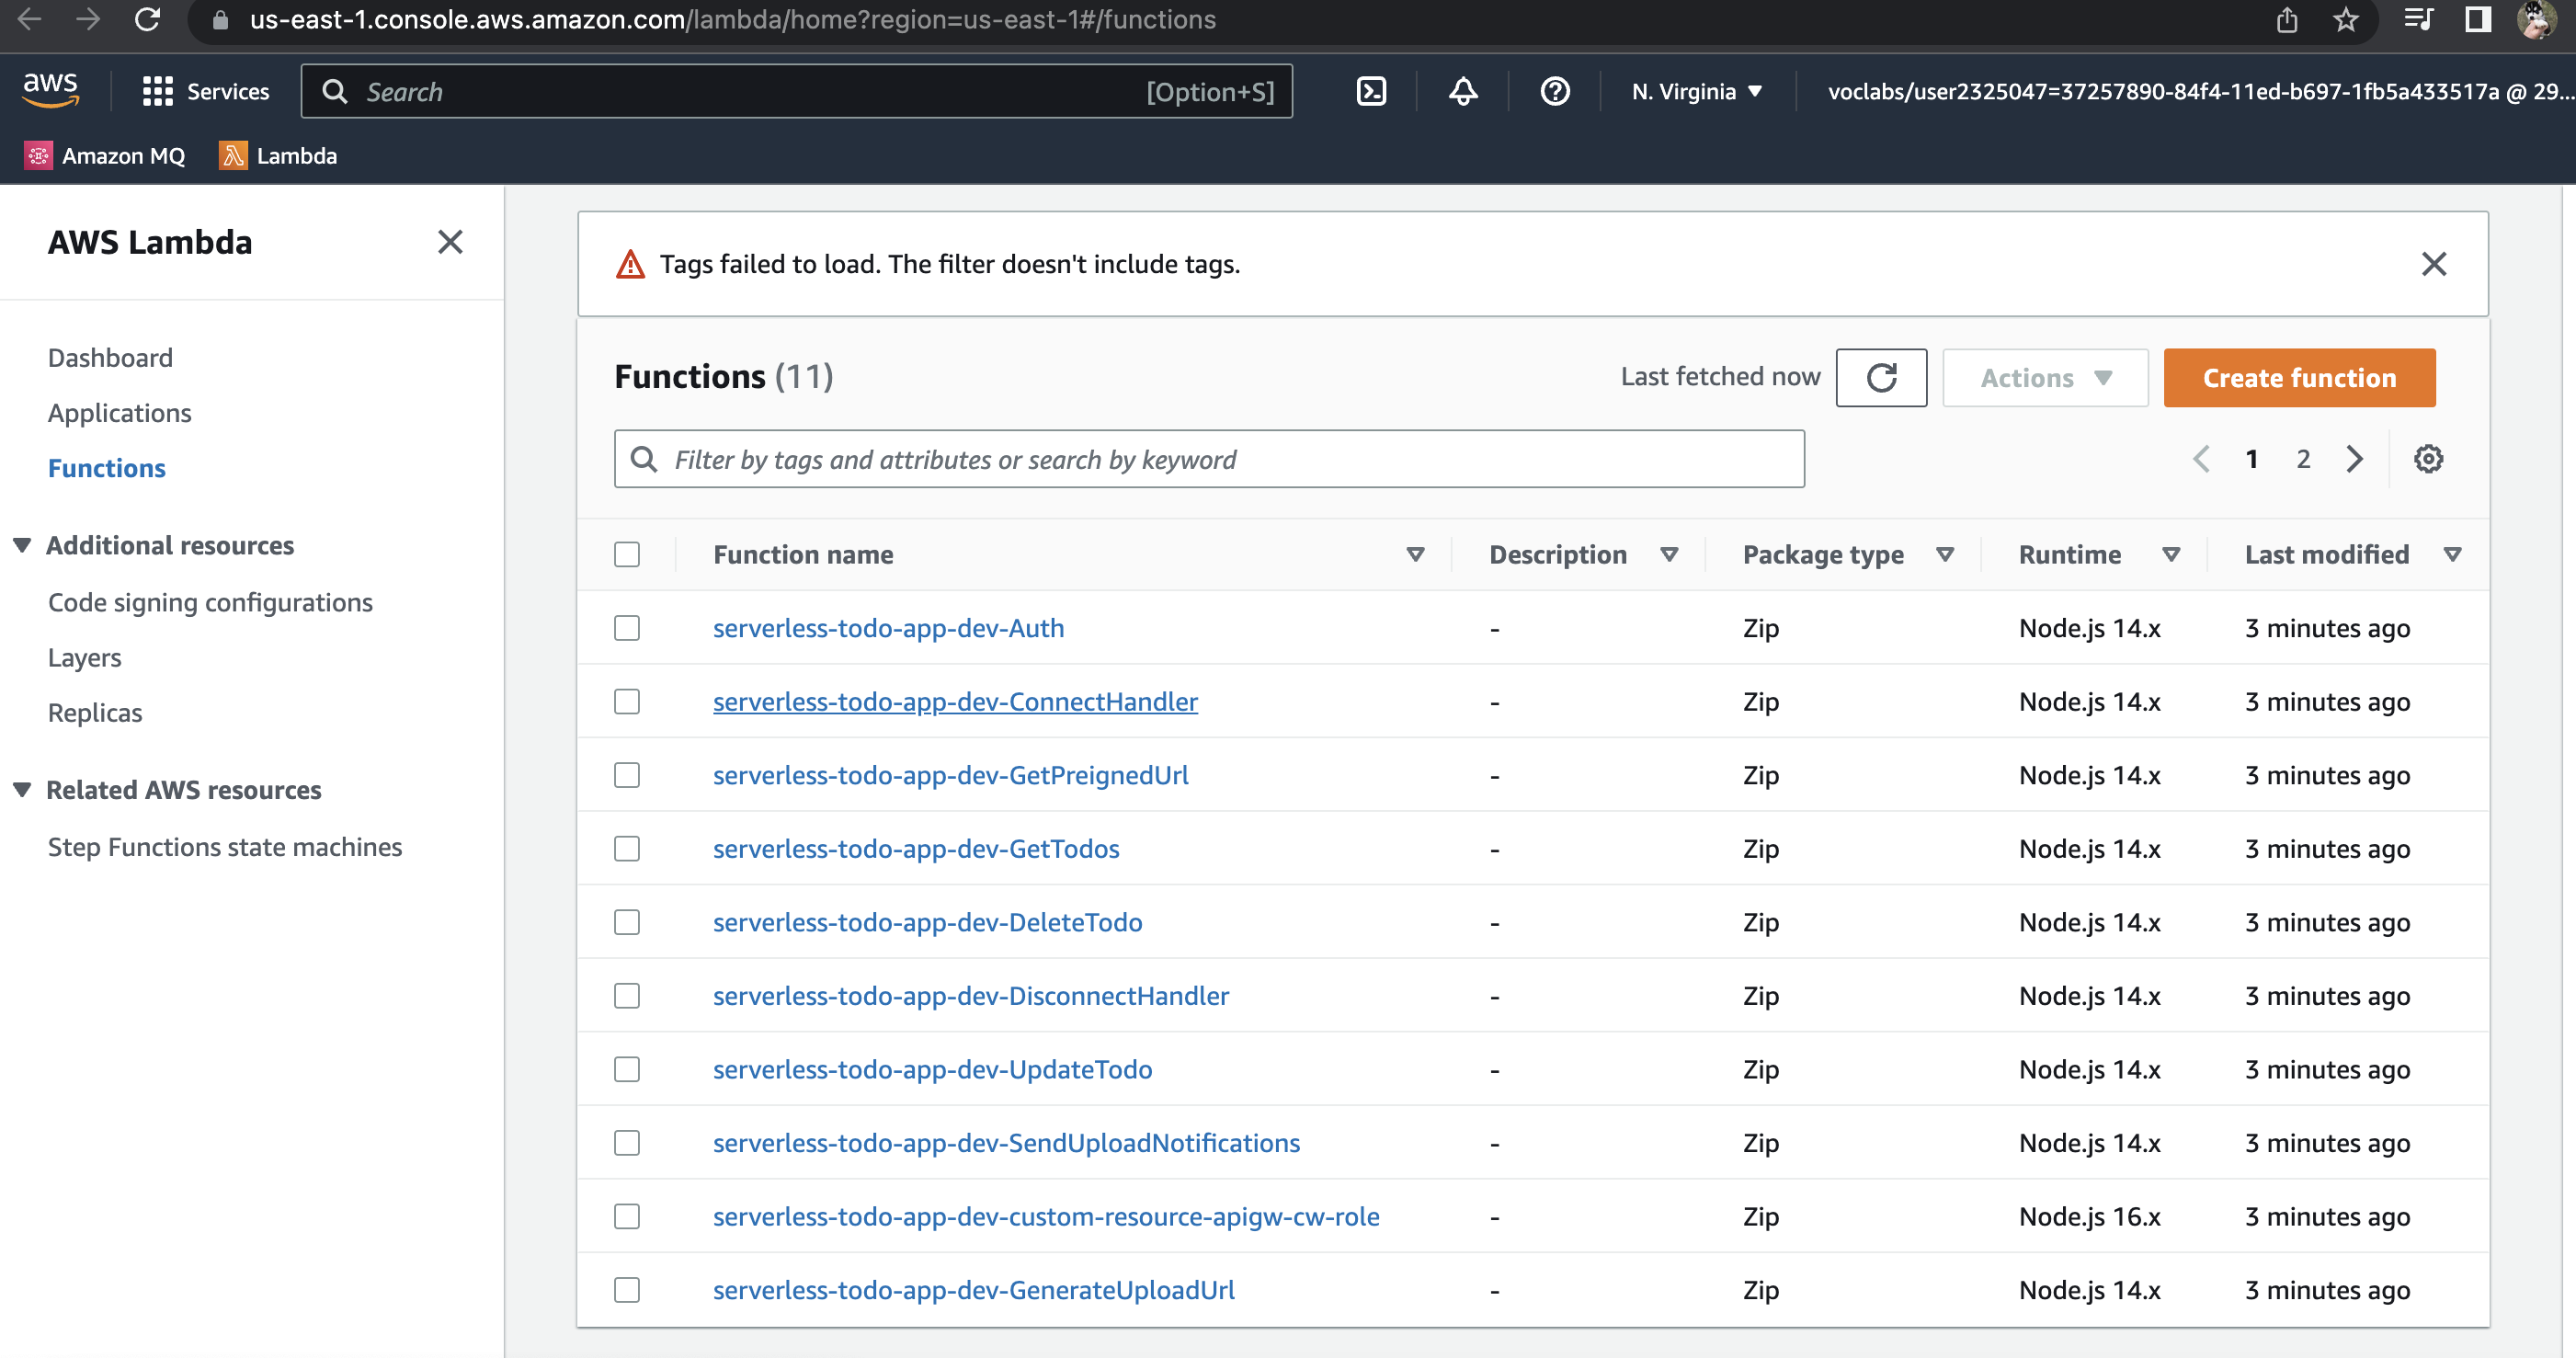 us-east-1.console.aws.amazon.com/lambda/home?region=us-east-1#/functions
aws Services Search [Option+S] N. Virginia voclabs/user2325047=37257890-84f4-11ed-b697-1fb5a433517a @ 29...
Amazon MQ Lambda
AWS Lambda
Dashboard
Applications
Functions
Additional resources
Code signing configurations
Layers
Replicas
Related AWS resources
Step Functions state machines
Tags failed to load. The filter doesn't include tags.
Functions (11) Last fetched now Actions Create function
Filter by tags and attributes or search by keyword 1 2
Function name Description Package type Runtime Last modified
serverless-todo-app-dev-Auth - Zip Node.js 14.x 3 minutes ago
serverless-todo-app-dev-ConnectHandler - Zip Node.js 14.x 3 minutes ago
serverless-todo-app-dev-GetPreignedUrl - Zip Node.js 14.x 3 minutes ago
serverless-todo-app-dev-GetTodos - Zip Node.js 14.x 3 minutes ago
serverless-todo-app-dev-DeleteTodo - Zip Node.js 14.x 3 minutes ago
serverless-todo-app-dev-DisconnectHandler - Zip Node.js 14.x 3 minutes ago
serverless-todo-app-dev-UpdateTodo - Zip Node.js 14.x 3 minutes ago
serverless-todo-app-dev-SendUploadNotifications - Zip Node.js 14.x 3 minutes ago
serverless-todo-app-dev-custom-resource-apigw-cw-role - Zip Node.js 16.x 3 minutes ago
serverless-todo-app-dev-GenerateUploadUrl - Zip Node.js 14.x 3 minutes ago